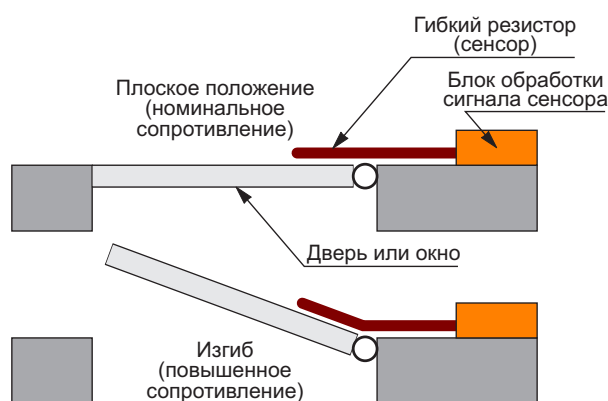 Гибкий резистор
(сенсор)
Плоское положение
(номинальное
сопротивление)
Блок обработки
сигнала сенсора
Дверь или окно
Изгиб
(повышенное
сопротивление)